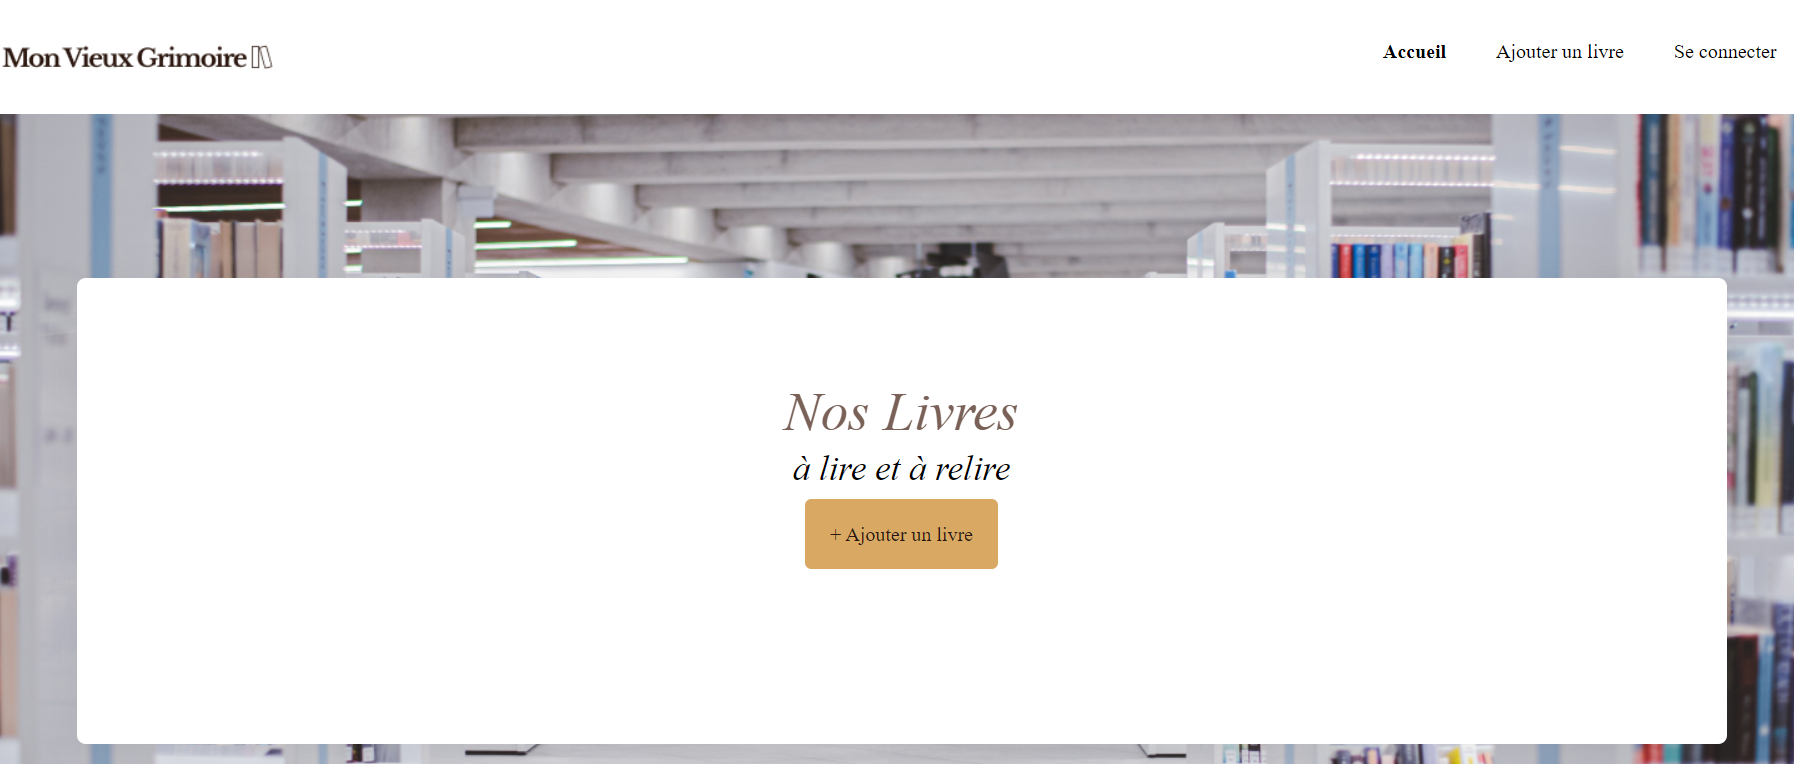 Mon Vieux Grimoire
Accueil
Ajouter un livre
Se connecter
Nos Livres
à lire et à relire
+ Ajouter un livre